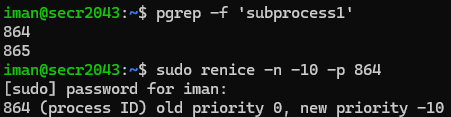 iman@secr2043:~$ pgrep -f 'subprocess1'
864
865
iman@secr2043:~$ sudo renice -n -10 -p 864
[sudo] password for iman:
864 (process ID) old priority 0, new priority -10